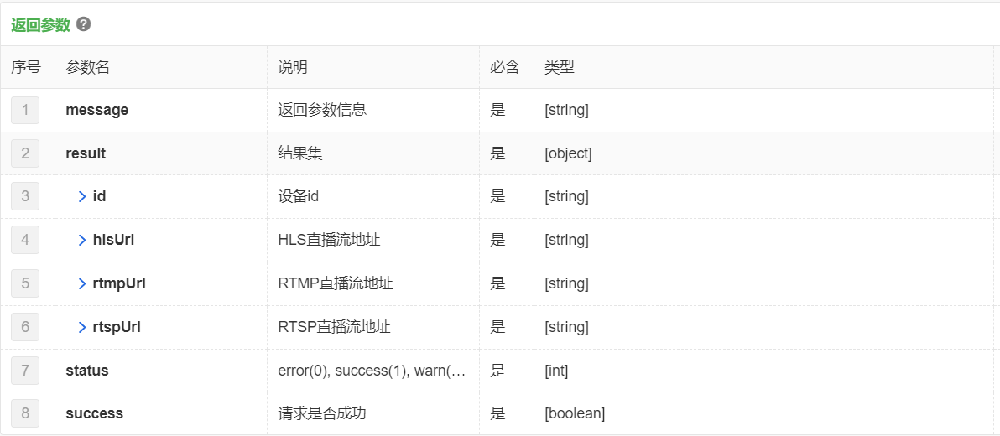 返回参数 ?
序号 参数名 说明 必含 类型
1 message 返回参数信息 是 [string]
2 result 结果集 是 [object]
3 id 设备id 是 [string]
4 hlsUrl HLS直播流地址 是 [string]
5 rtmpUrl RTMP直播流地址 是 [string]
6 rtspUrl RTSP直播流地址 是 [string]
7 status error(0), success(1), warn(… 是 [int]
8 success 请求是否成功 是 [boolean]